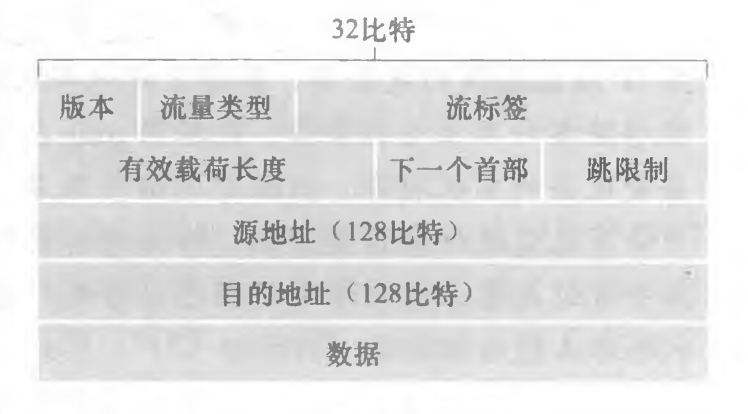 32比特
版本 流量类型 流标签
有效载荷长度 下一个首部 跳限制
源地址（128比特）
目的地址（128比特）
数据